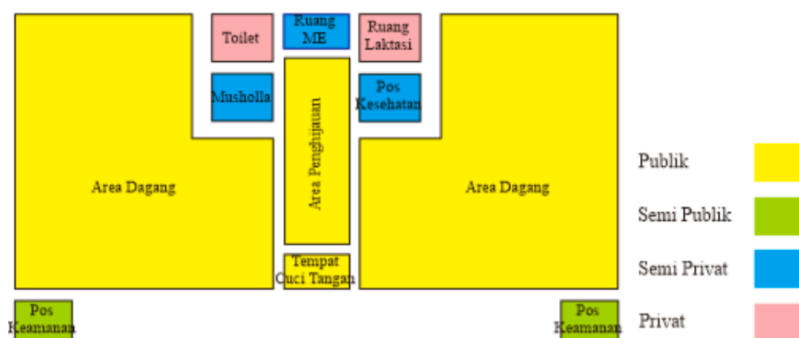 Toilet
Ruang
ME
Ruang
Laktasi
Musholla
Pos
Kesehatan
Area Penghijauan
Area Dagang
Area Dagang
Tempat
Cuci Tangan
Pos
Keamanan
Pos
Keamanan
Publik
Semi Publik
Semi Privat
Privat